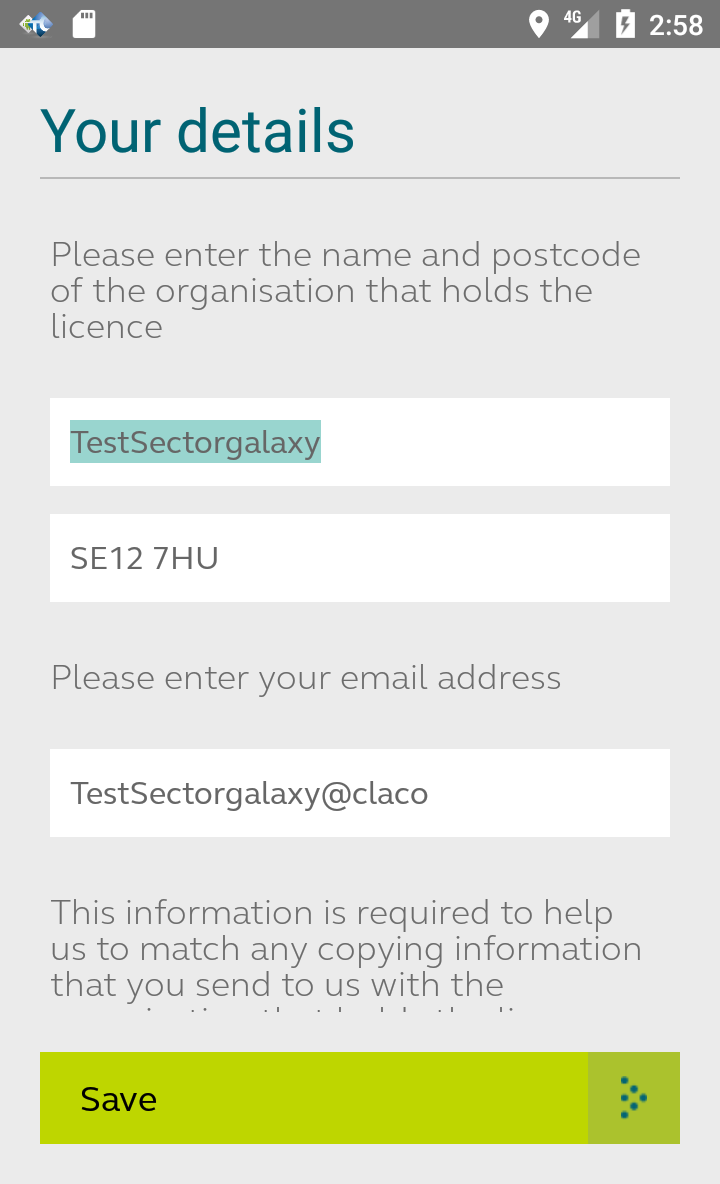 4G 2:58
Your details
Please enter the name and postcode
of the organisation that holds the
licence
TestSectorgalaxy
SE12 7HU
Please enter your email address
TestSectorgalaxy@claco
This information is required to help
us to match any copying information
that you send to us with the
Save